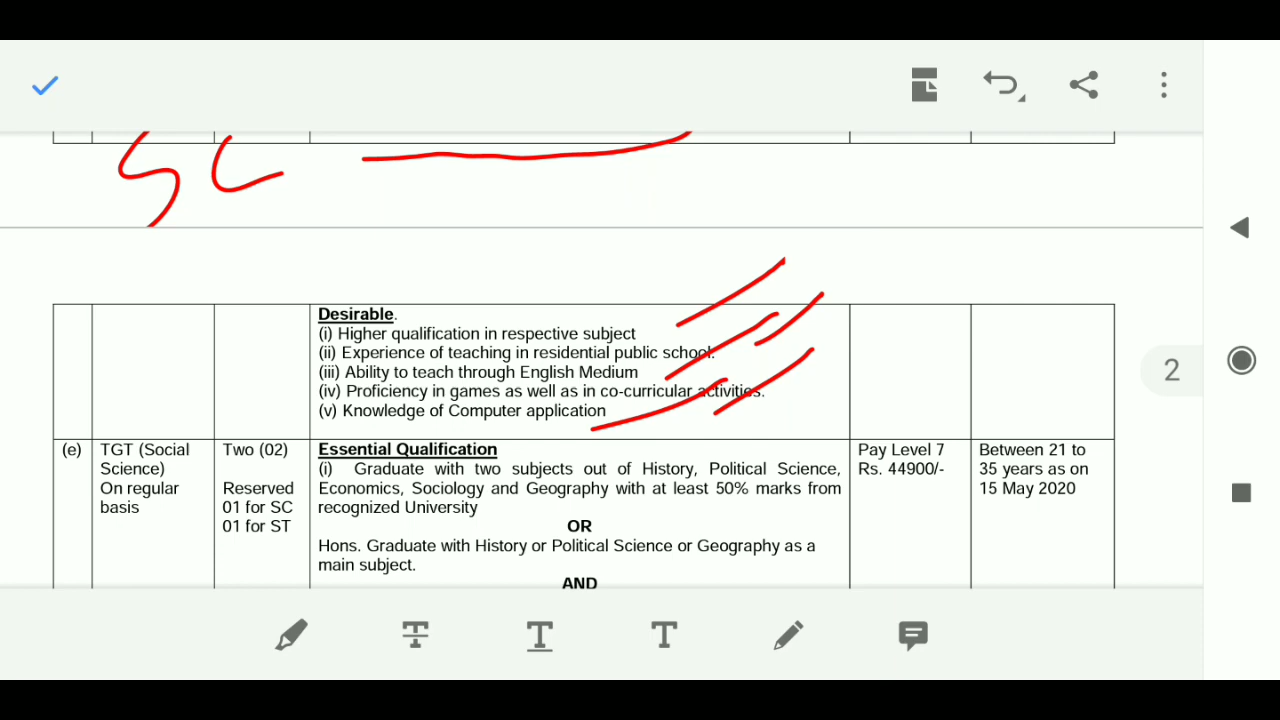 SC
Desirable.
(i) Higher qualification in respective subject
(ii) Experience of teaching in residential public school.
(iii) Ability to teach through English Medium
(iv) Proficiency in games as well as in co-curricular activities.
(v) Knowledge of Computer application
2
(e)
TGT (Social
Science)
On regular
basis
Two (02)
Reserved
01 for SC
01 for ST
Essential Qualification
(i) Graduate with two subjects out of History, Political Science,
Economics, Sociology and Geography with at least 50% marks from
recognized University
OR
Hons. Graduate with History or Political Science or Geography as a
main subject.
AND
Pay Level 7
Rs. 44900/-
Between 21 to
35 years as on
15 May 2020
T
T
T